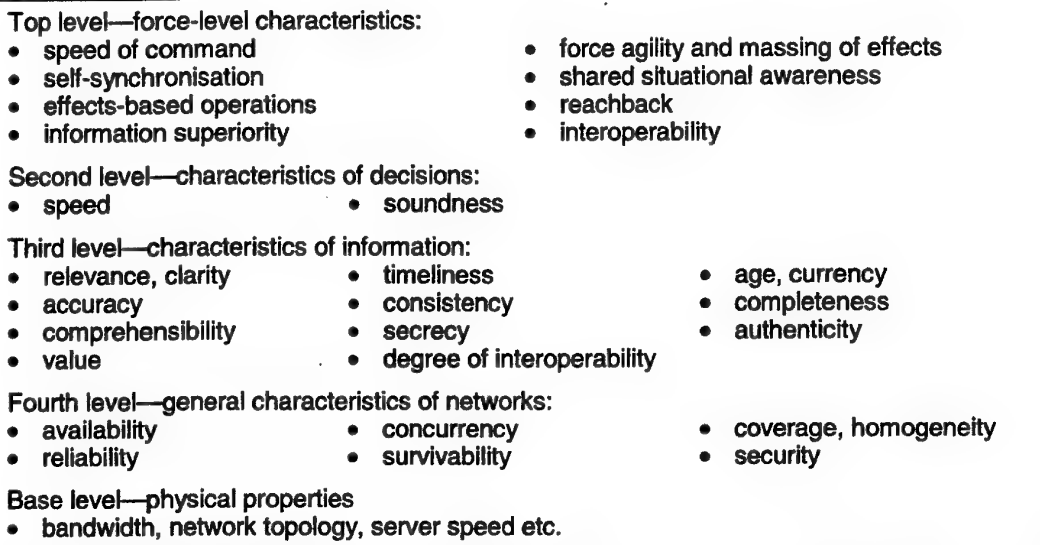 Top level—force-level characteristics:
• speed of command • force agility and massing of effects
• self-synchronisation • shared situational awareness
• effects-based operations • reachback
• information superiority • interoperability
Second level—characteristics of decisions:
• speed • soundness
Third level—characteristics of information:
• relevance, clarity • timeliness • age, currency
• accuracy • consistency • completeness
• comprehensibility • secrecy • authenticity
• value • degree of interoperability
Fourth level—general characteristics of networks:
• availability • concurrency • coverage, homogeneity
• reliability • survivability • security
Base level—physical properties
• bandwidth, network topology, server speed etc.